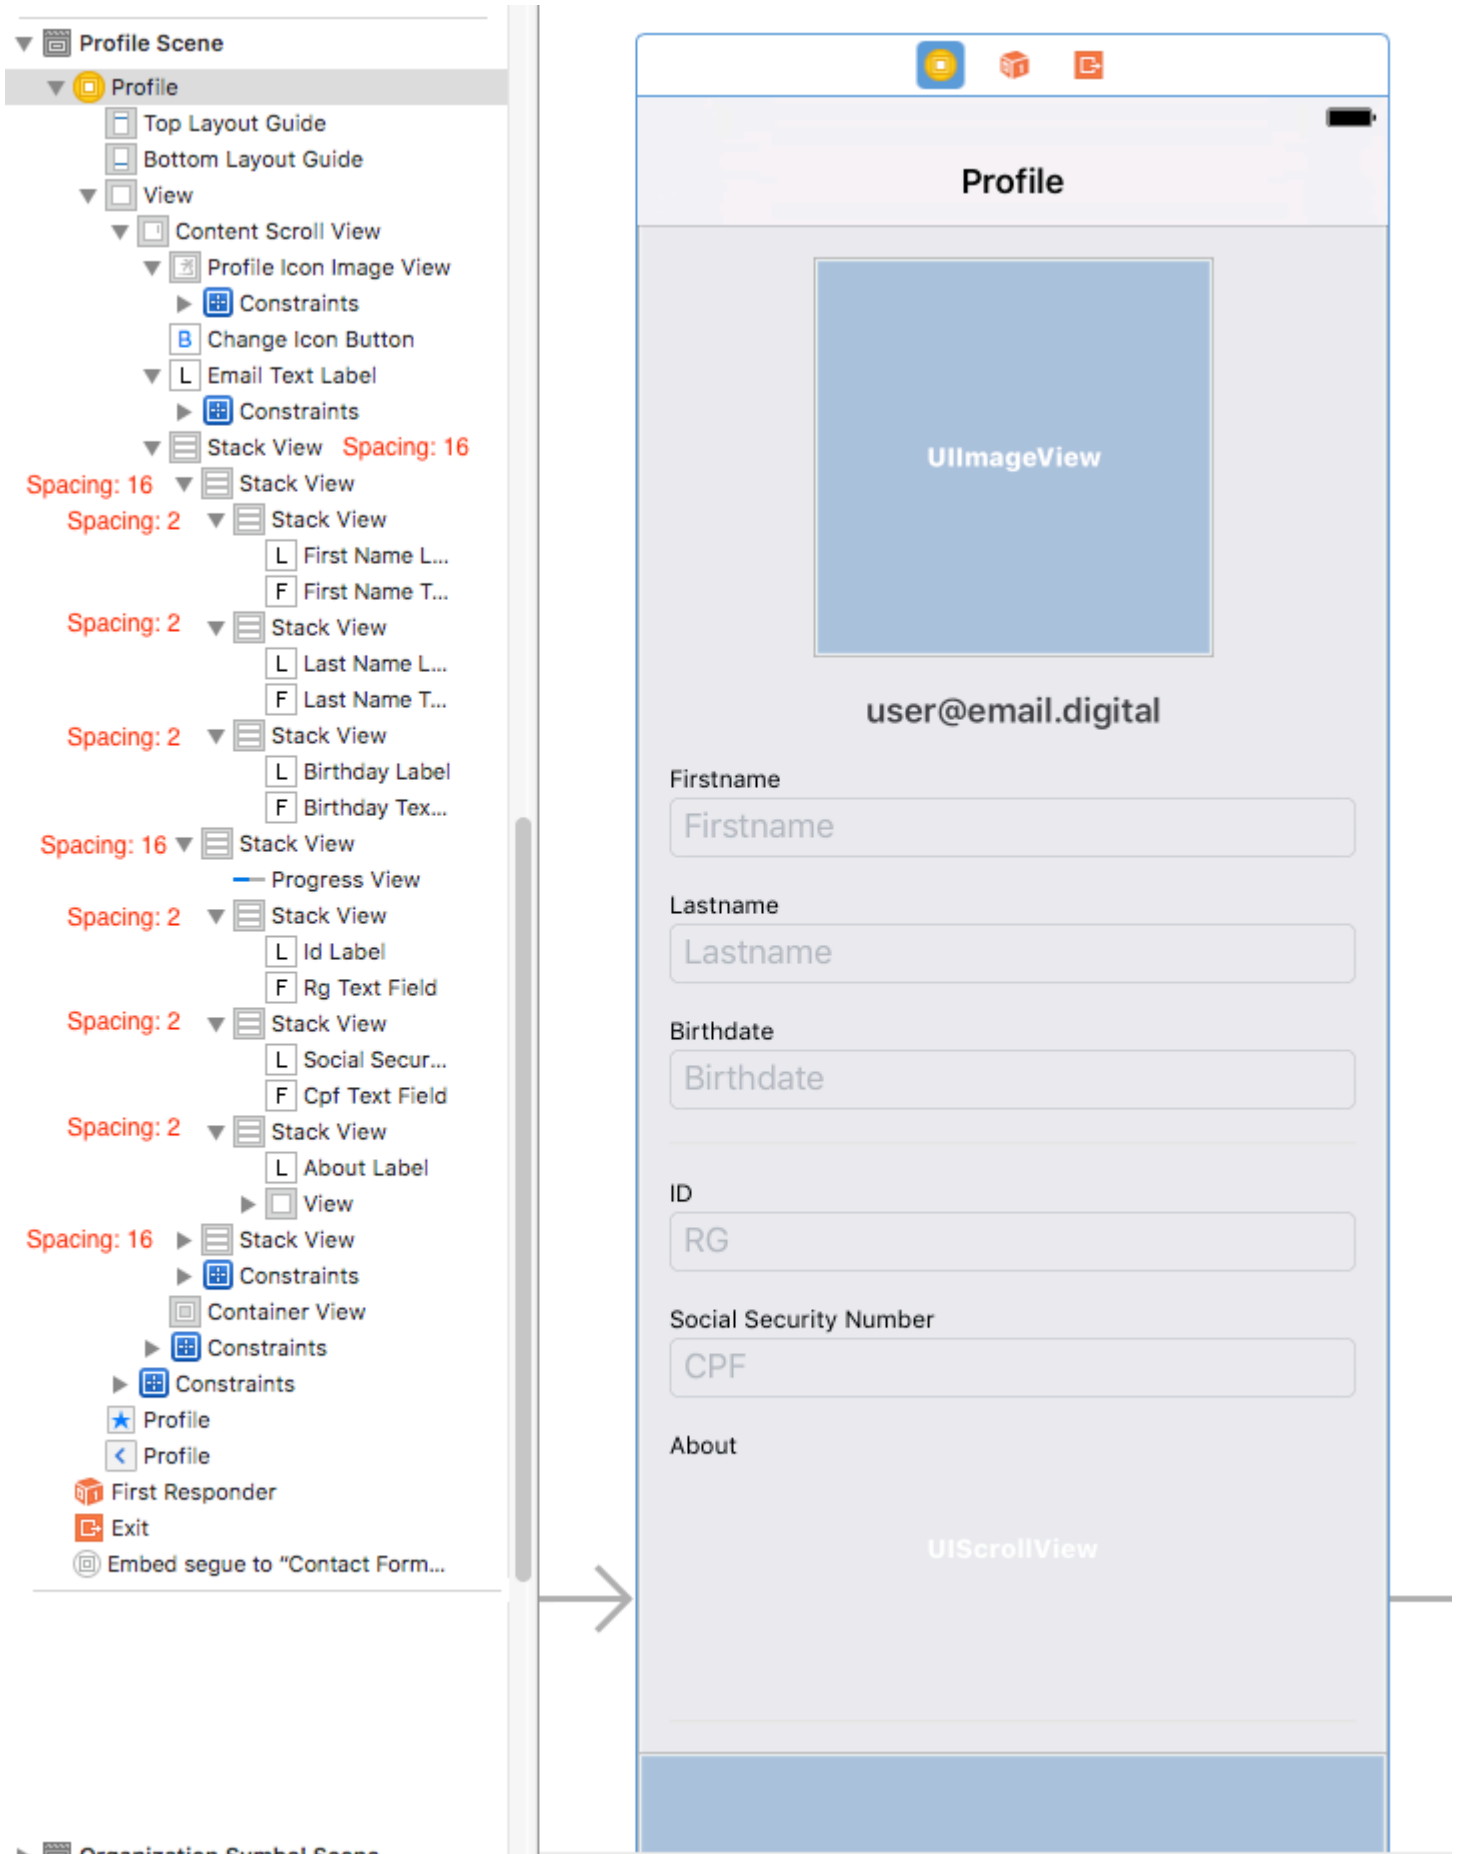 Profile Scene
Profile
Top Layout Guide
Bottom Layout Guide
View
Content Scroll View
Profile Icon Image View
Constraints
B Change Icon Button
L Email Text Label
Constraints
Stack View Spacing: 16
Spacing: 16 Stack View
Spacing: 2 Stack View
L First Name L...
F First Name T...
Spacing: 2 Stack View
L Last Name L...
F Last Name T...
Spacing: 2 Stack View
L Birthday Label
F Birthday Tex...
Spacing: 16 Stack View
Progress View
Spacing: 2 Stack View
L Id Label
F Rg Text Field
Spacing: 2 Stack View
L Social Secur...
F Cpf Text Field
Spacing: 2 Stack View
L About Label
View
Spacing: 16 Stack View
Constraints
Container View
Constraints
Constraints
Profile
Profile
First Responder
Exit
Embed segue to “Contact Form...
Organization Symbol Scene
Profile
UIImageView
user@email.digital
Firstname
Firstname
Lastname
Lastname
Birthdate
Birthdate
ID
RG
Social Security Number
CPF
About
UIScrollView